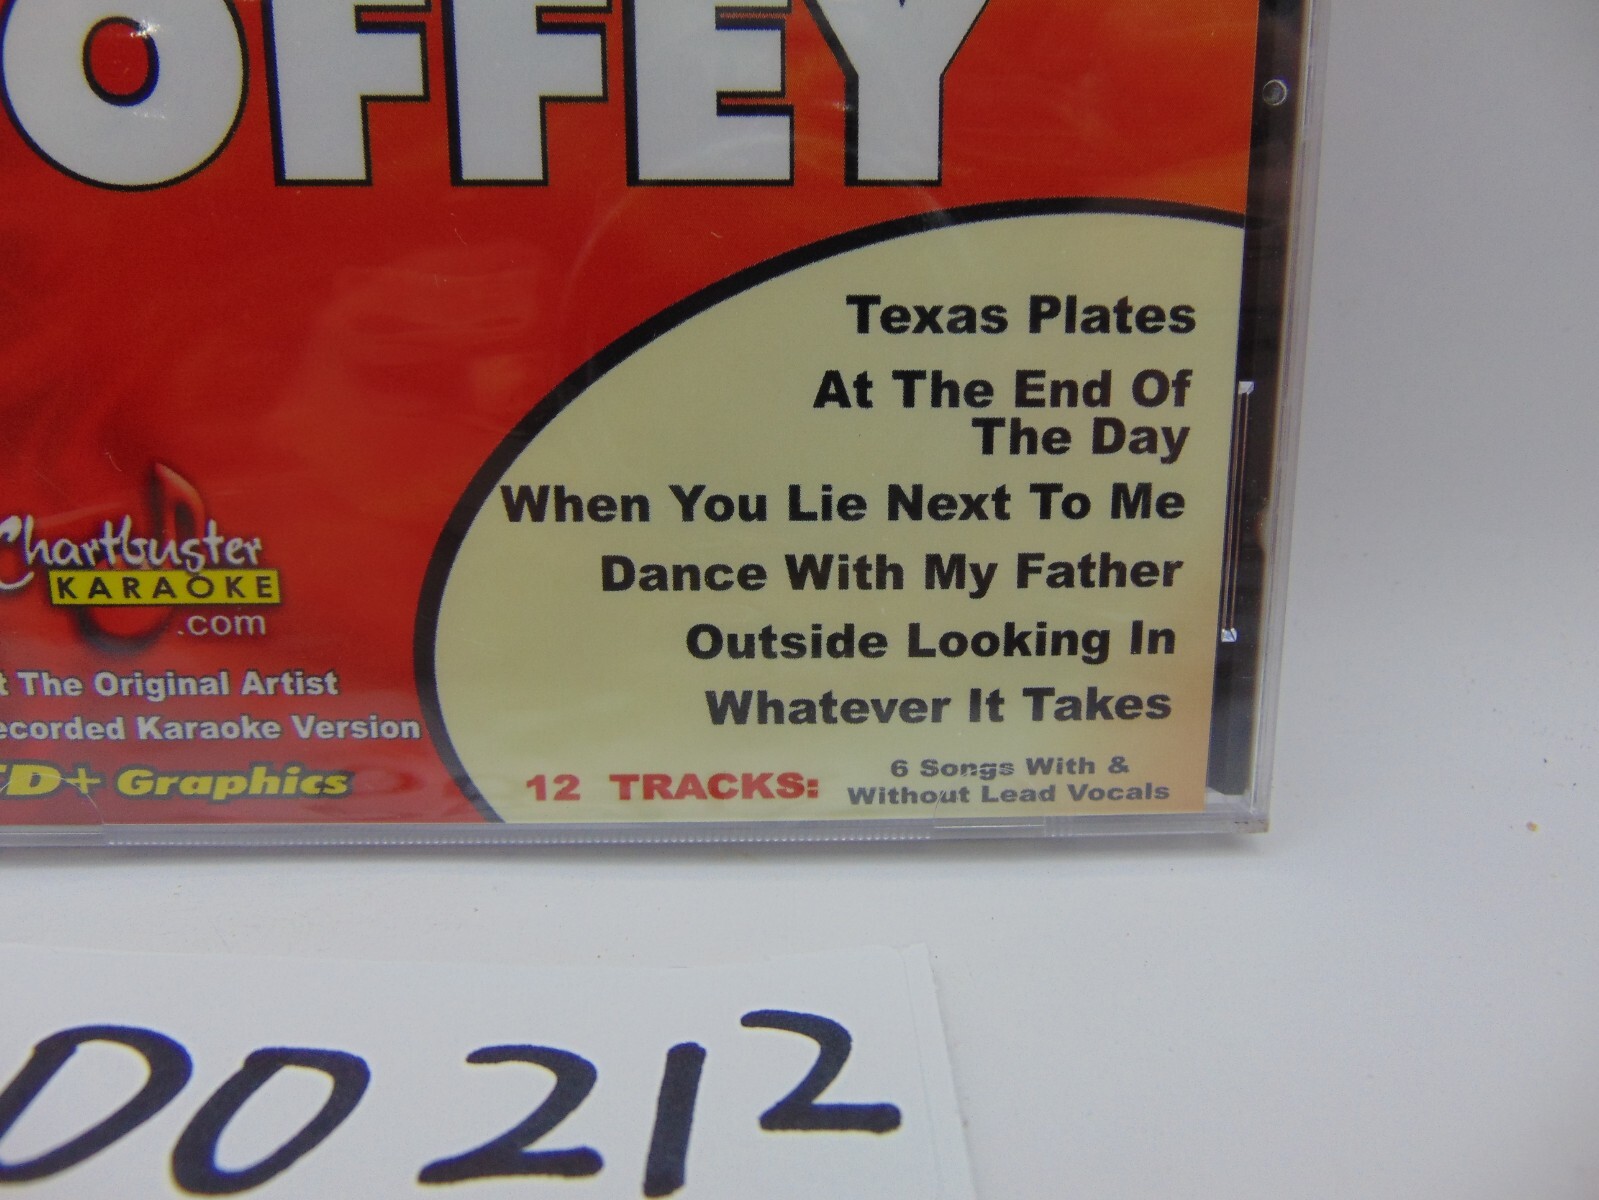 OFFEY
Texas Plates
At The End Of
The Day
When You Lie Next To Me
Dance With My Father
Outside Looking In
Whatever It Takes
12 TRACKS: 6 Songs With &
Without Lead Vocals
Chartbuster
KARAOKE
.com
t The Original Artist
ecorded Karaoke Version
CD+ Graphics
00212